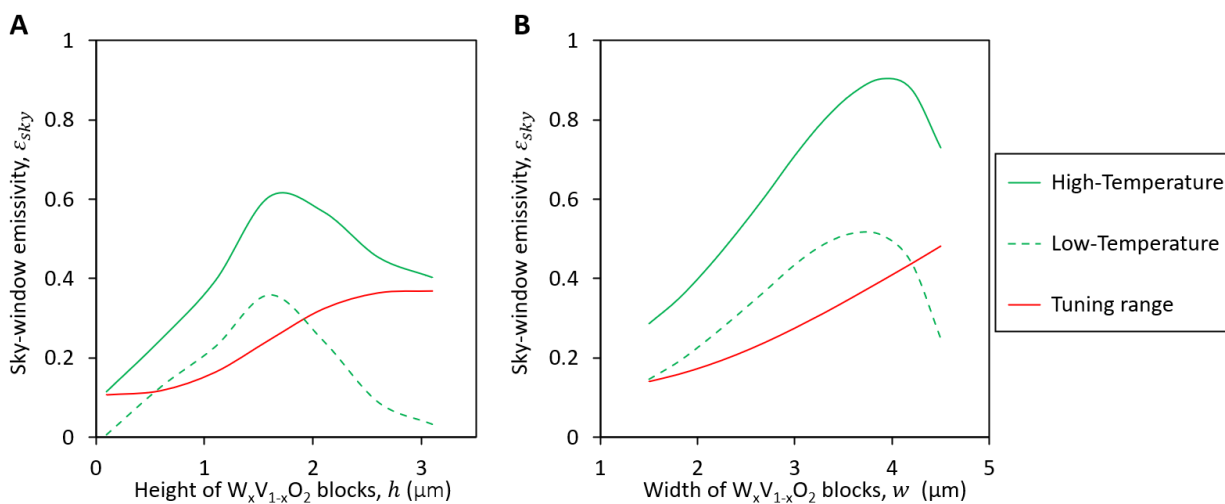 A
Sky-window emissivity, ε_sky
1
0.8
0.6
0.4
0.2
0
0 1 2 3
Height of WₓV₁₋ₓO₂ blocks, h (μm)
B
Sky-window emissivity, ε_sky
1
0.8
0.6
0.4
0.2
0
1 2 3 4 5
Width of WₓV₁₋ₓO₂ blocks, w (μm)
High-Temperature
Low-Temperature
Tuning range